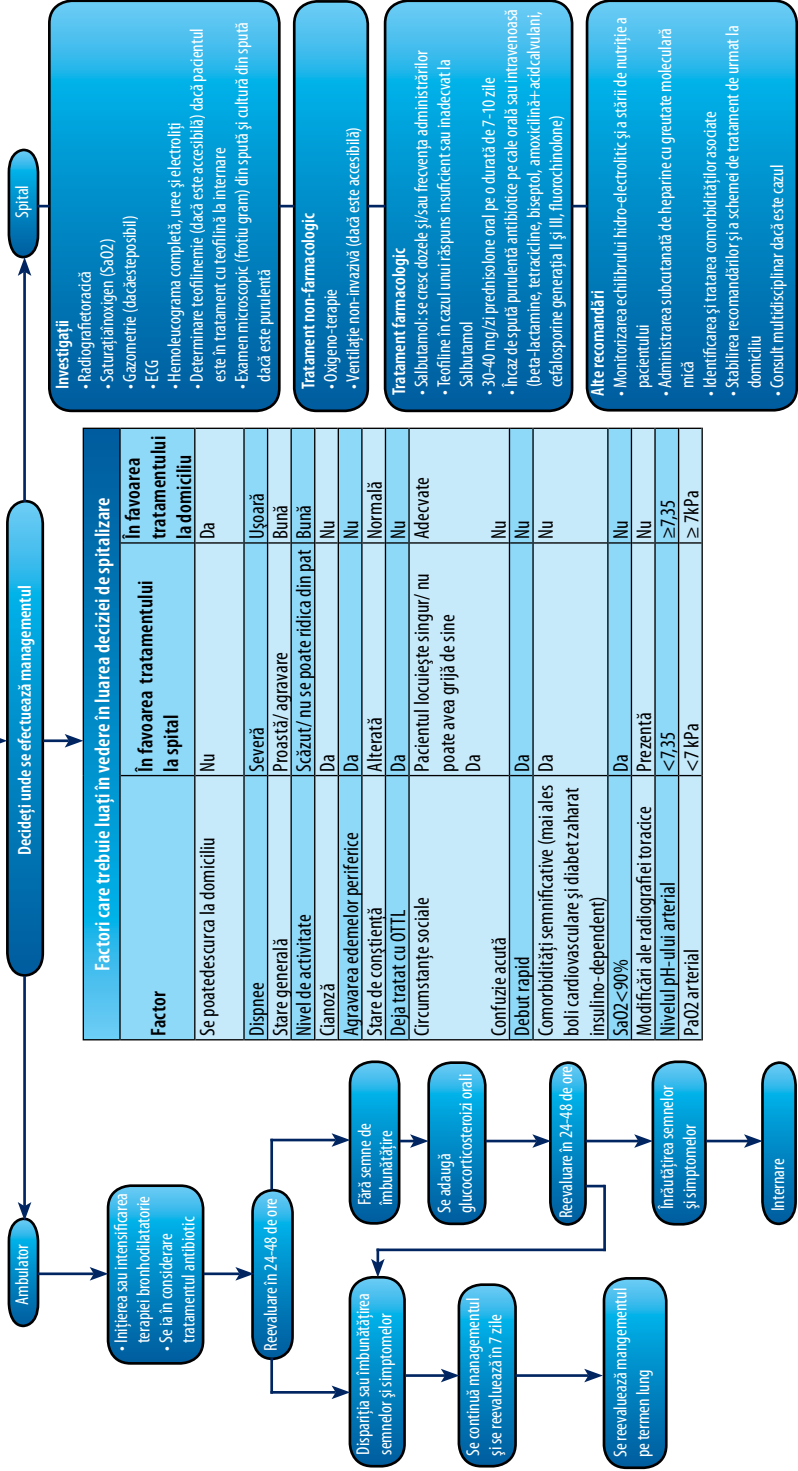 Decideți unde se efectuează managementul
Ambulator
• Inițierea sau intensificarea
terapiei bronhodilatatorie
• Se ia în considerare
tratamentul antibiotic
Reevaluare în 24-48 de ore
Dispariția sau îmbunătățirea
semnelor și simptomelor
Se continuă managementul
și se reevaluează în 7 zile
Se reevaluează mangementul
pe termen lung
Fără semne de
îmbunătățire
Se adaugă
glucocorticosteroizi orali
Reevaluare în 24-48 de ore
Înrăutățirea semnelor
și simptomelor
Internare
Factori care trebuie luați în vedere în luarea deciziei de spitalizare
Factor
În favoarea tratamentului
la spital
În favoarea
tratamentului
la domiciliu
Se poatedescurca la domiciliu Nu Da
Dispnee Severă Ușoară
Stare generală Proastă/ agravare Bună
Nivel de activitate Scăzut/ nu se poate ridica din pat Bună
Cianoză Da Nu
Agravarea edemelor periferice Da Nu
Stare de conștiență Alterată Normală
Deja tratat cu OTTL Da Nu
Circumstanțe sociale Pacientul locuiește singur/ nu Adecvate
poate avea grijă de sine
Confuzie acută Da Nu
Debut rapid Da Nu
Comorbidități semnificative (mai ales Da Nu
boli cardiovasculare și diabet zaharat
insulino-dependent)
SaO2<90% Da Nu
Modificări ale radiografiei toracice Prezentă Nu
Nivelul pH-ului arterial <7,35 ≥7,35
PaO2 arterial <7 kPa ≥ 7kPa
Spital
Investigații
• Radiografietoracică
• Saturațiaînoxigen (SaO2)
• Gazometrie (dacăesteposibil)
• ECG
• Hemoleucograma completă, uree și electroliți
• Determinare teofilinemie (dacă este accesibilă) dacă pacientul
este în tratament cu teofilină la internare
• Examen microscopic (frotiu gram) din spută și cultură din spută
dacă este purulentă
Tratament non-farmacologic
• Oxigeno-terapie
• Ventilație non-invazivă (dacă este accesibilă)
Tratament farmacologic
• Salbutamol: se cresc dozele și/sau frecvența administrărilor
• Teofiline în cazul unui răspuns insuficient sau inadecvat la
Salbutamol
• 30-40 mg/zi prednisolone oral pe o durată de 7-10 zile
• Încaz de spută purulentă antibiotice pe cale orală sau intravenoasă
(beta-lactamine, tetracicline, biseptol, amoxicilină+acidcalvulani,
cefalosporine generația II și III, fluorochinolone)
Alte recomandări
• Monitorizarea echilibrului hidro-electrolitic și a stării de nutriție a
pacientului
• Administrarea subcutanată de heparine cu greutate moleculară
mică
• Identificarea și tratarea comorbidităților asociate
• Stabilirea recomandărilor și a schemei de tratament de urmat la
domiciliu
• Consult multidisciplinar dacă este cazul